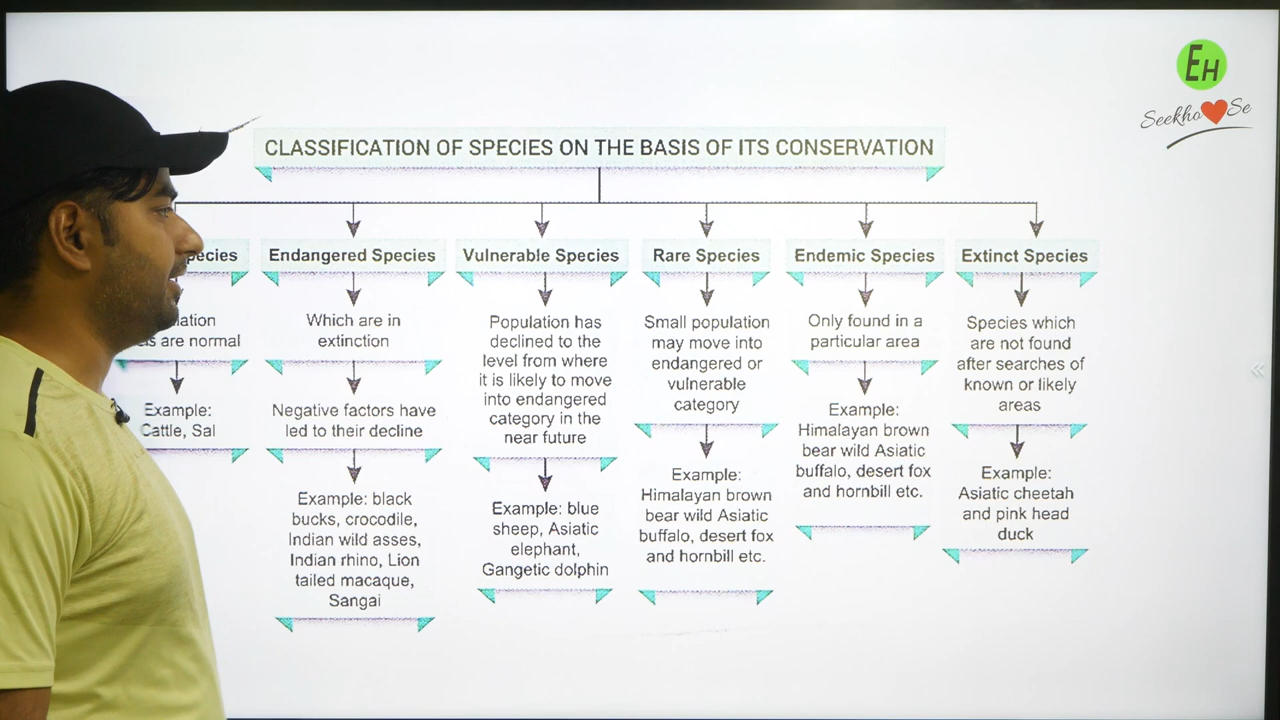 EH
Seekho Se
CLASSIFICATION OF SPECIES ON THE BASIS OF ITS CONSERVATION
Endangered Species
Which are in
extinction
Negative factors have
led to their decline
Example: black
bucks, crocodile,
Indian wild asses,
Indian rhino, Lion
tailed macaque,
Sangai
Vulnerable Species
Population has
declined to the
level from where
it is likely to move
into endangered
category in the
near future
Example: blue
sheep, Asiatic
elephant,
Gangetic dolphin
Rare Species
Small population
may move into
endangered or
vulnerable
category
Example:
Himalayan brown
bear wild Asiatic
buffalo, desert fox
and hornbill etc.
Endemic Species
Only found in a
particular area
Example:
Himalayan brown
bear wild Asiatic
buffalo, desert fox
and hornbill etc.
Extinct Species
Species which
are not found
after searches of
known or likely
areas
Example:
Asiatic cheetah
and pink head
duck
are normal
Example:
Cattle, Sal